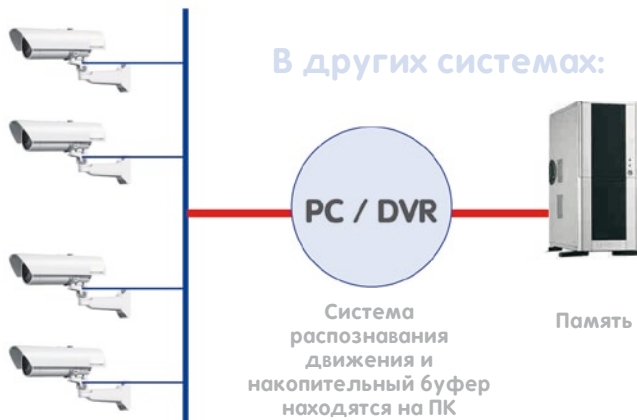 В других системах:
PC / DVR
Система
распознавания
движения и
накопительный буфер
находятся на ПК
Память